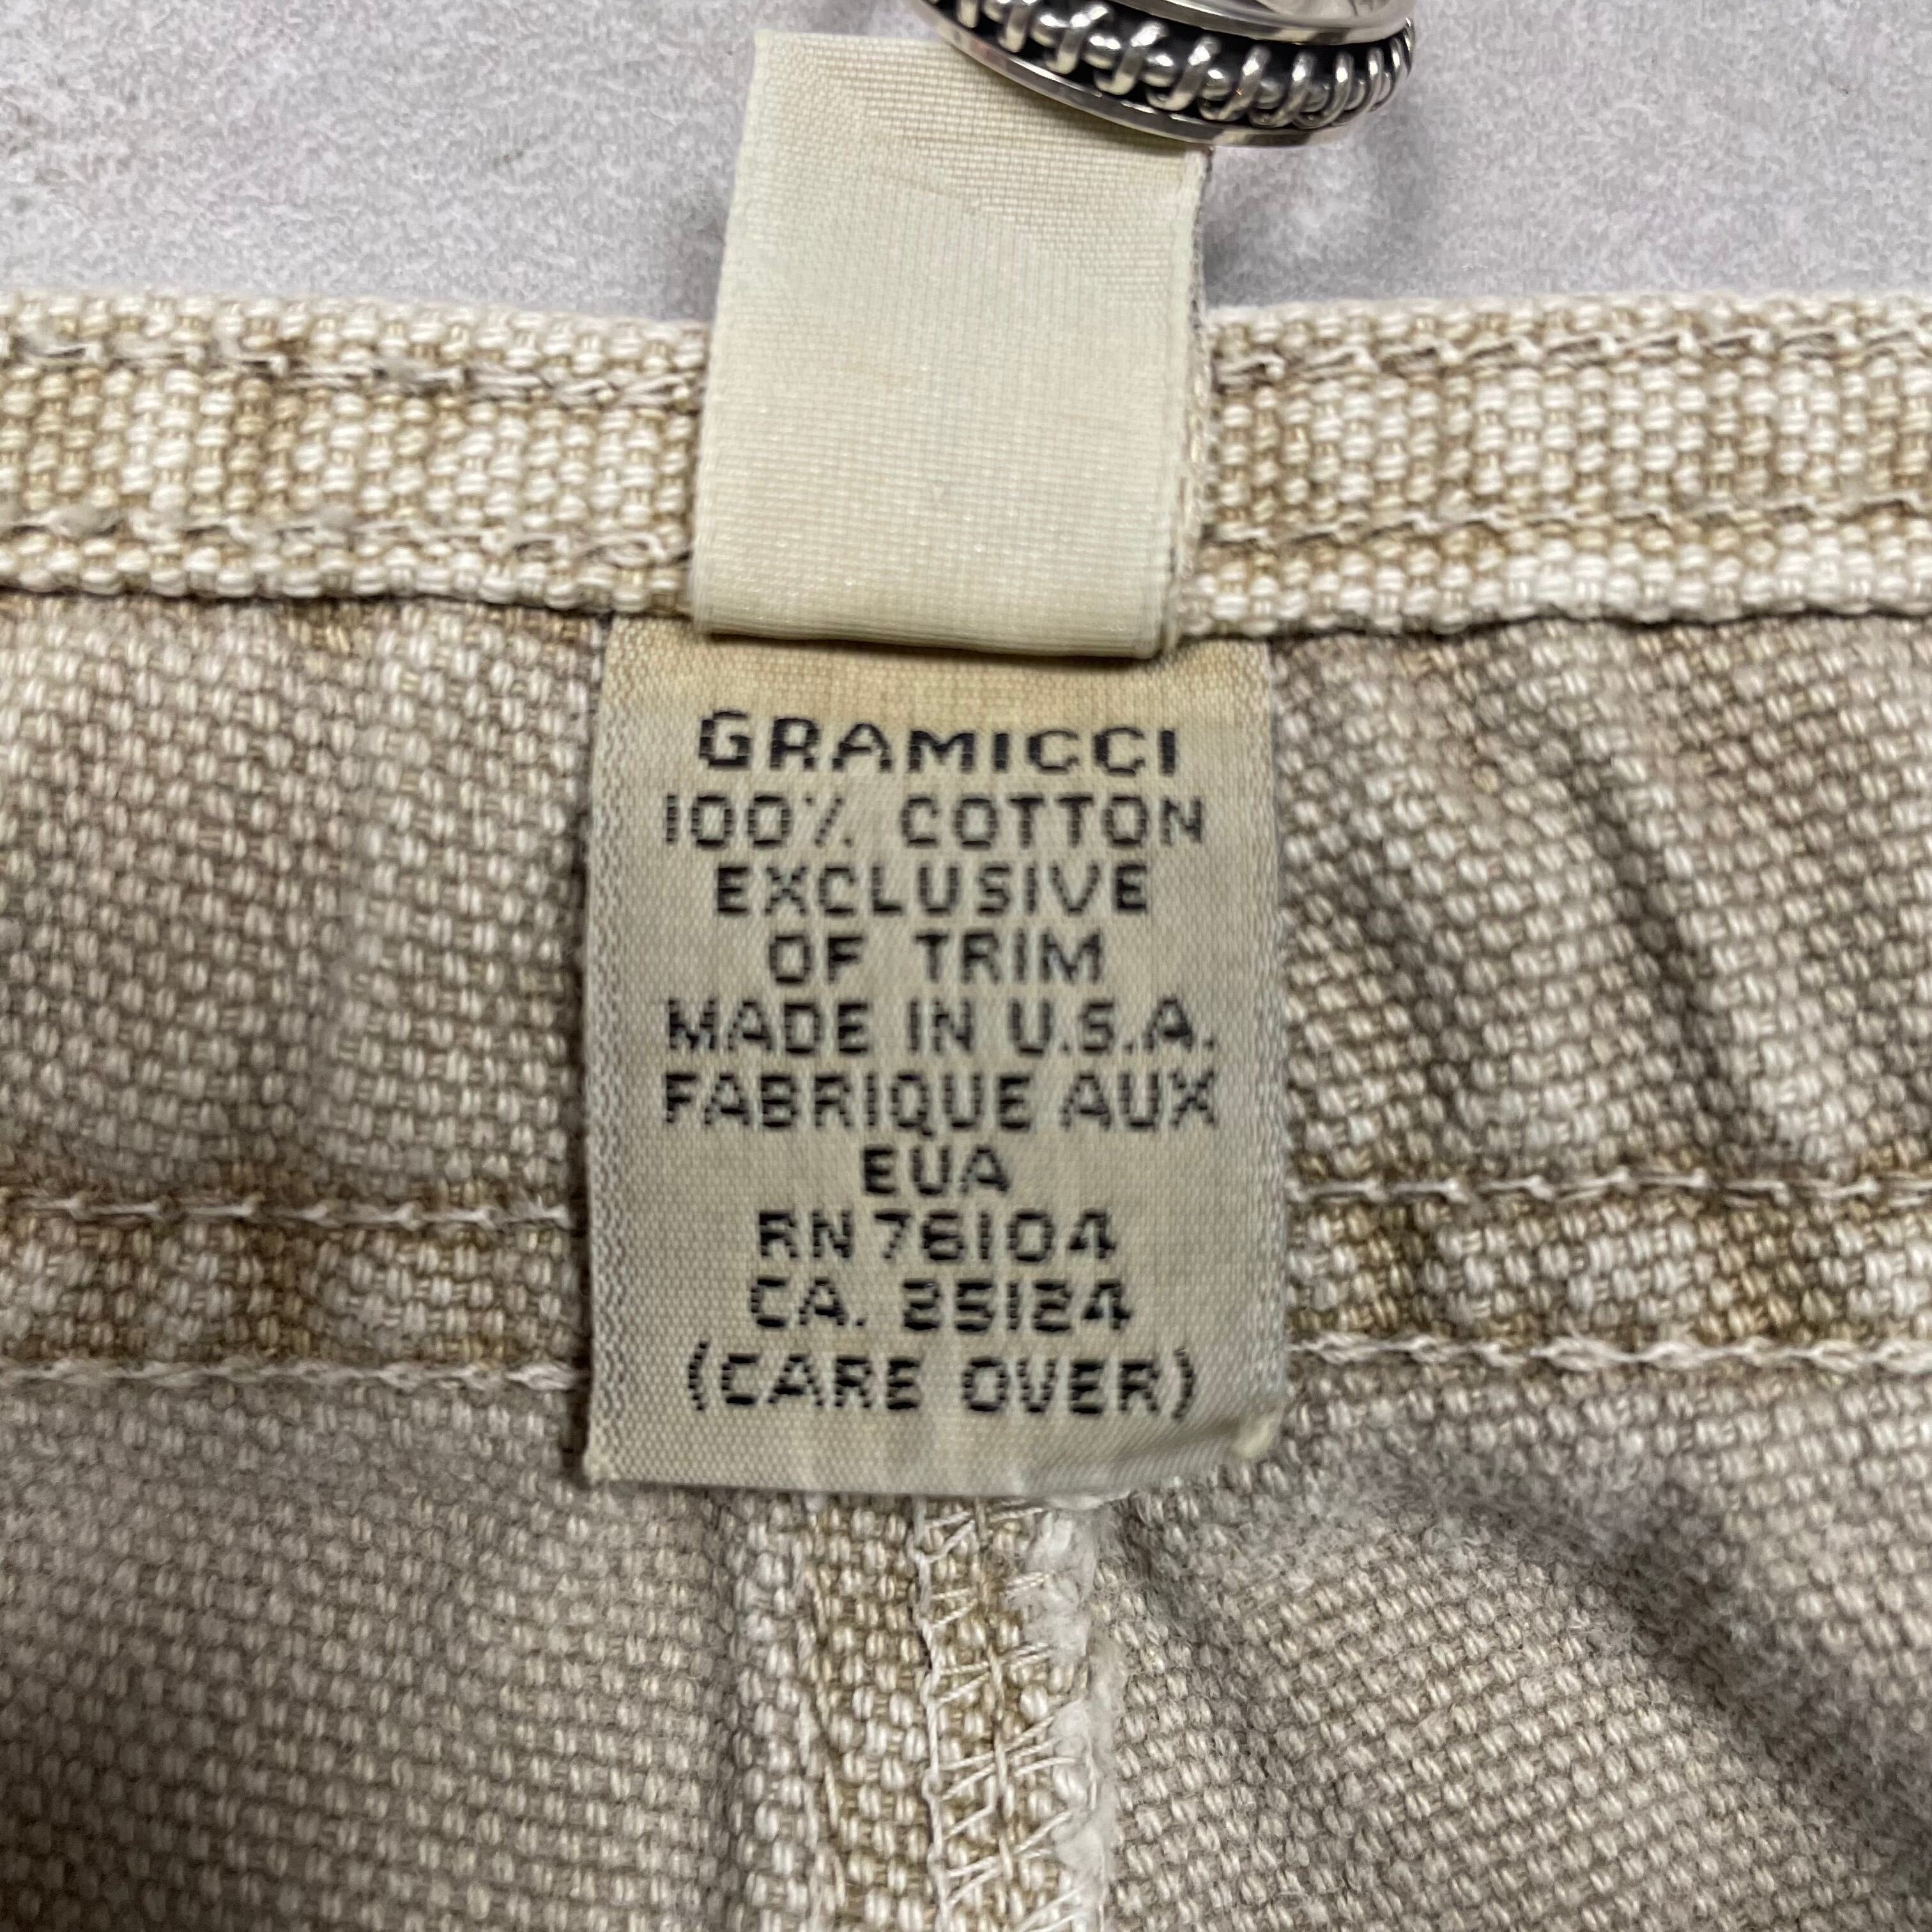 GRAMICCI
100% COTTON
EXCLUSIVE
OF TRIM
MADE IN U.S.A.
FABRIQUE AUX
EUA
RN 76104
CA. 25124
(CARE OVER)